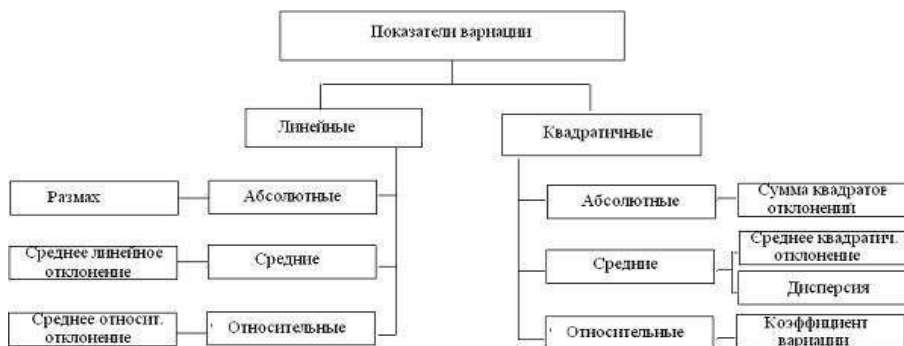 Показатели вариации
Линейные
Квадратичные
Размах
Абсолютные
Абсолютные
Сумма квадратов
отклонений
Среднее линейное
отклонение
Средние
Средние
Среднее квадратич.
отклонение
Дисперсия
Среднее относит.
отклонение
Относительные
Относительные
Коэффициент
вариации